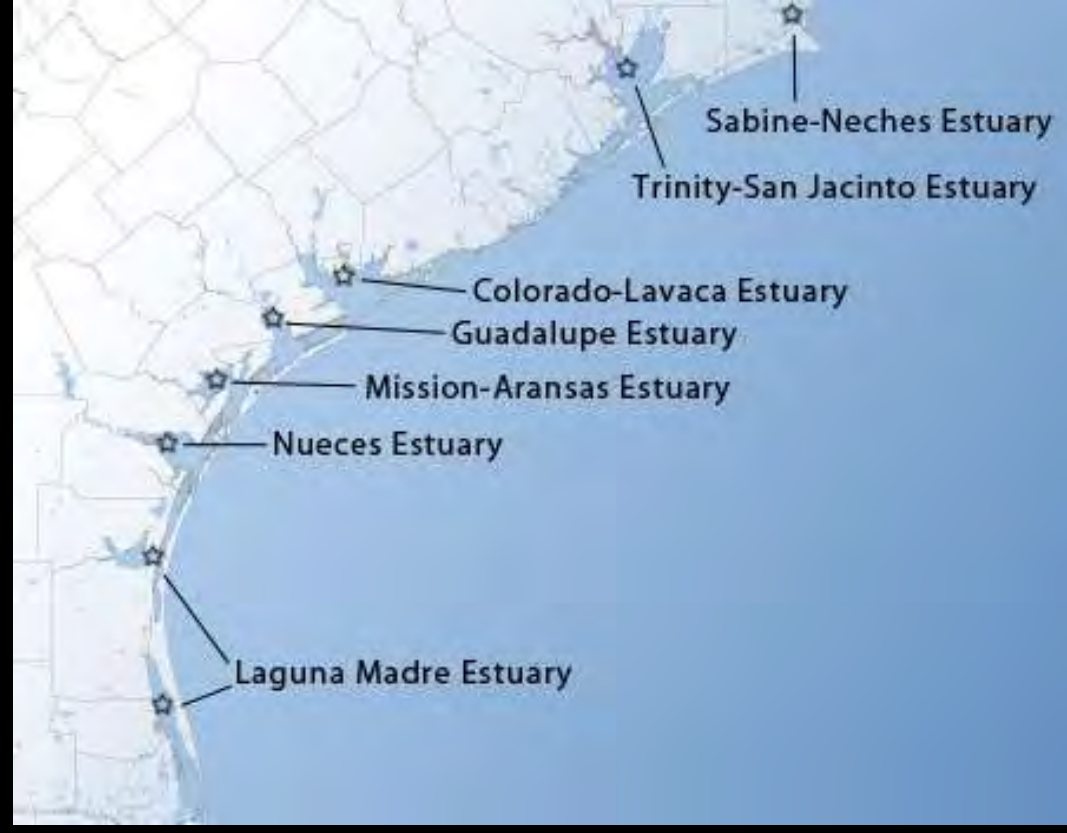 Sabine-Neches Estuary
Trinity-San Jacinto Estuary
Colorado-Lavaca Estuary
Guadalupe Estuary
Mission-Aransas Estuary
Nueces Estuary
Laguna Madre Estuary